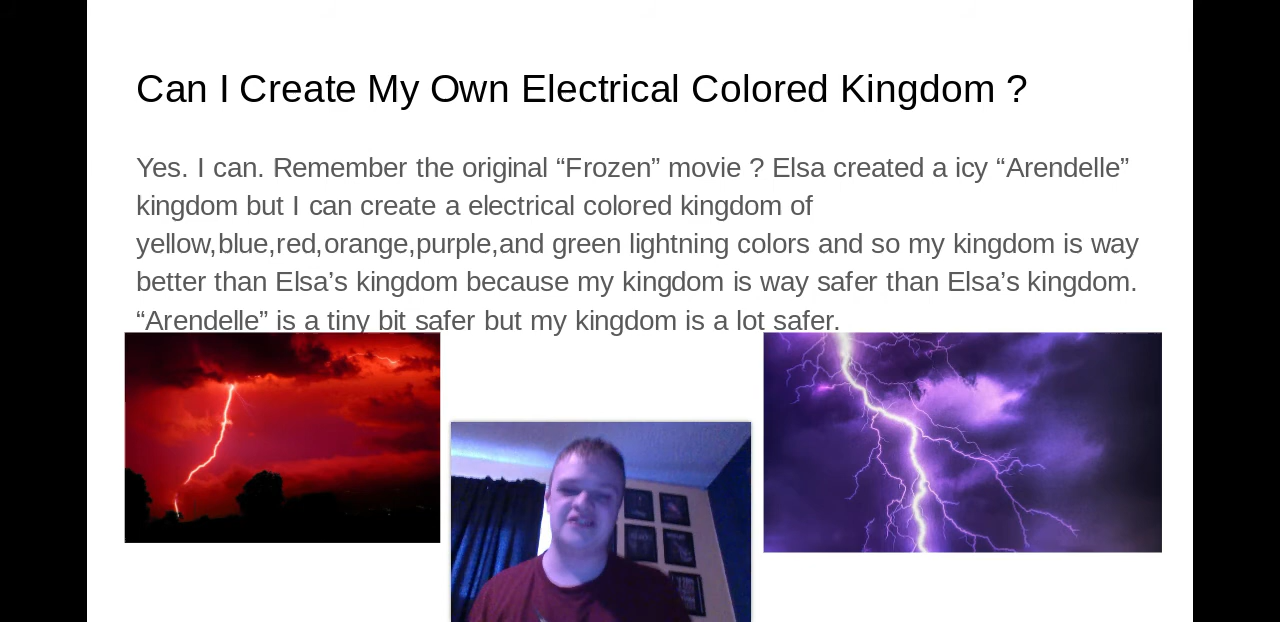 Can I Create My Own Electrical Colored Kingdom ?
Yes. I can. Remember the original “Frozen” movie ? Elsa created a icy “Arendelle”
kingdom but I can create a electrical colored kingdom of
yellow,blue,red,orange,purple,and green lightning colors and so my kingdom is way
better than Elsa’s kingdom because my kingdom is way safer than Elsa’s kingdom.
“Arendelle” is a tiny bit safer but my kingdom is a lot safer.